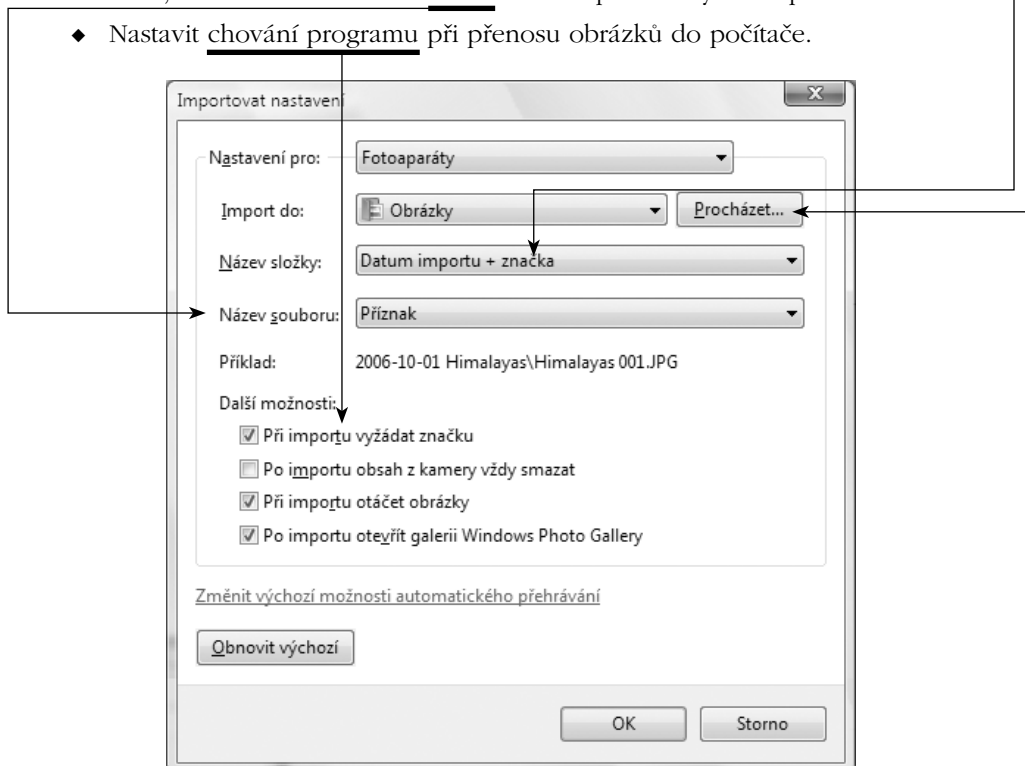 ◆ Nastavit chování programu při přenosu obrázků do počítače.
Importovat nastavení
Nastavení pro: Fotoaparáty
Import do: Obrázky Procházet...
Název složky: Datum importu + značka
Název souboru: Příznak
Příklad: 2006-10-01 Himalayas\Himalayas 001.JPG
Další možnosti:
Při importu vyžádat značku
Po importu obsah z kamery vždy smazat
Při importu otáčet obrázky
Po importu otevřít galerii Windows Photo Gallery
Změnit výchozí možnosti automatického přehrávání
Obnovit výchozí
OK Storno